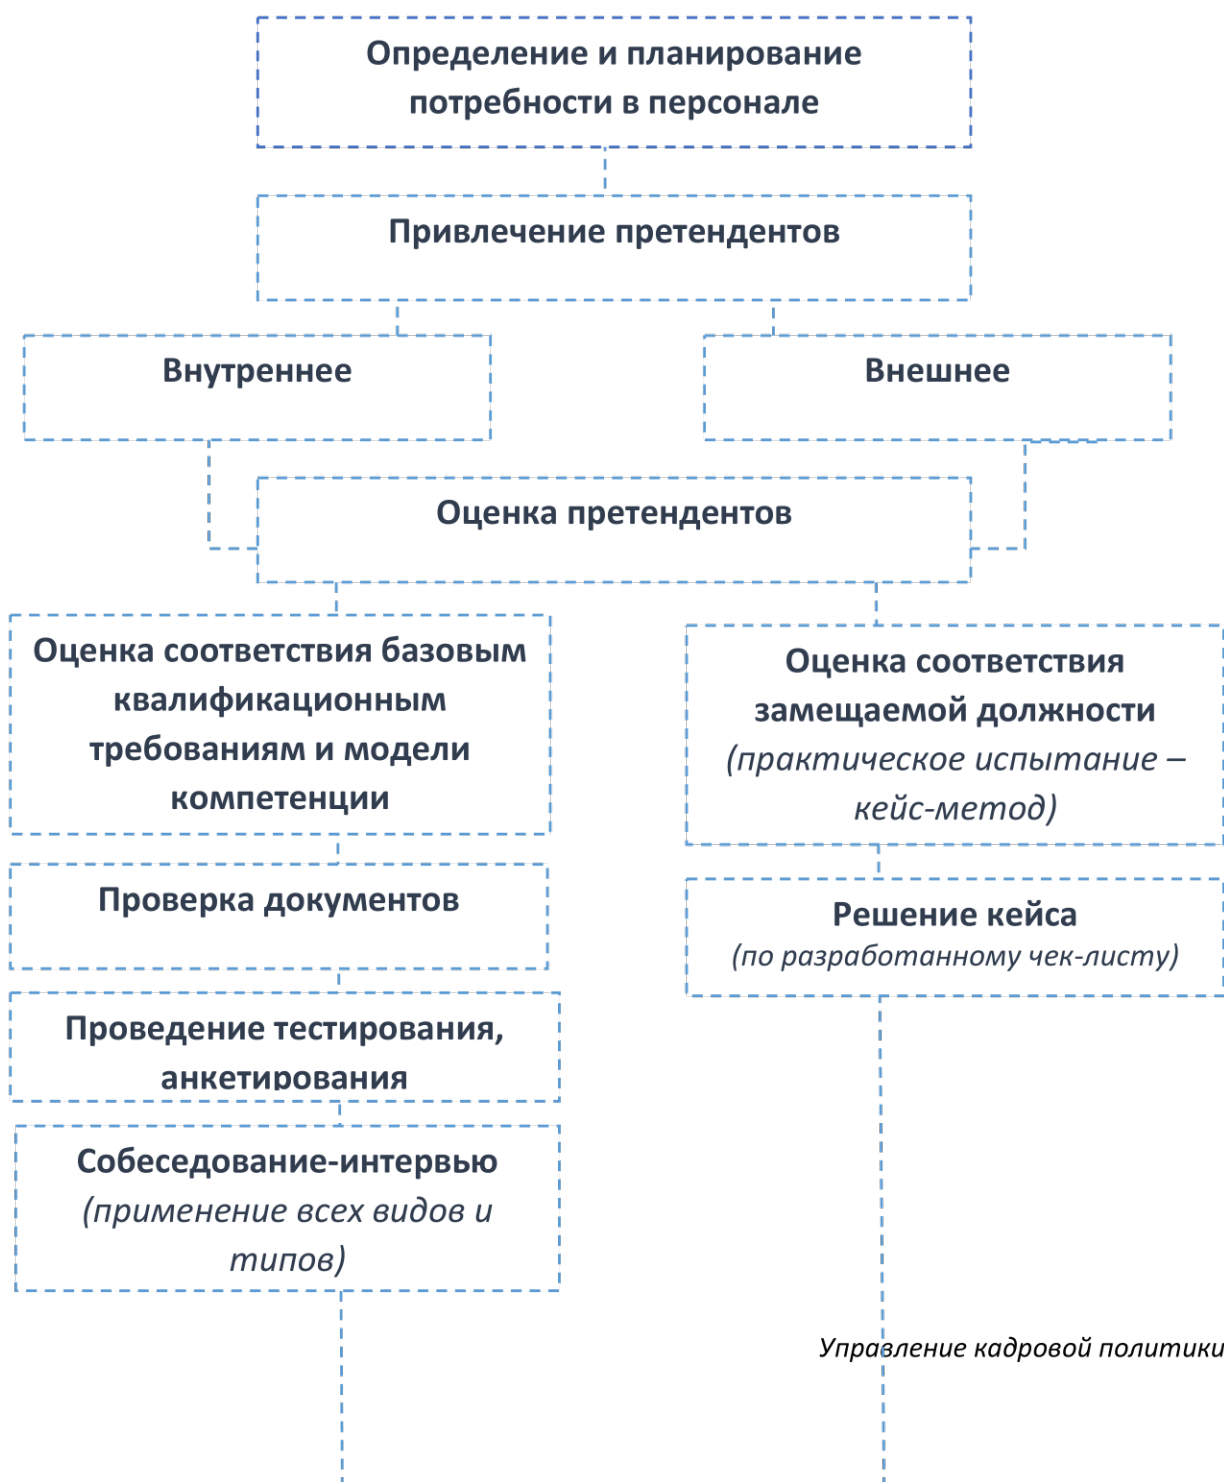 Определение и планирование
потребности в персонале
Привлечение претендентов
Внутреннее
Внешнее
Оценка претендентов
Оценка соответствия базовым
квалификационным
требованиям и модели
компетенции
Оценка соответствия
замещаемой должности
(практическое испытание –
кейс-метод)
Проверка документов
Решение кейса
(по разработанному чек-листу)
Проведение тестирования,
анкетирования
Собеседование-интервью
(применение всех видов и
типов)
Управление кадровой политики